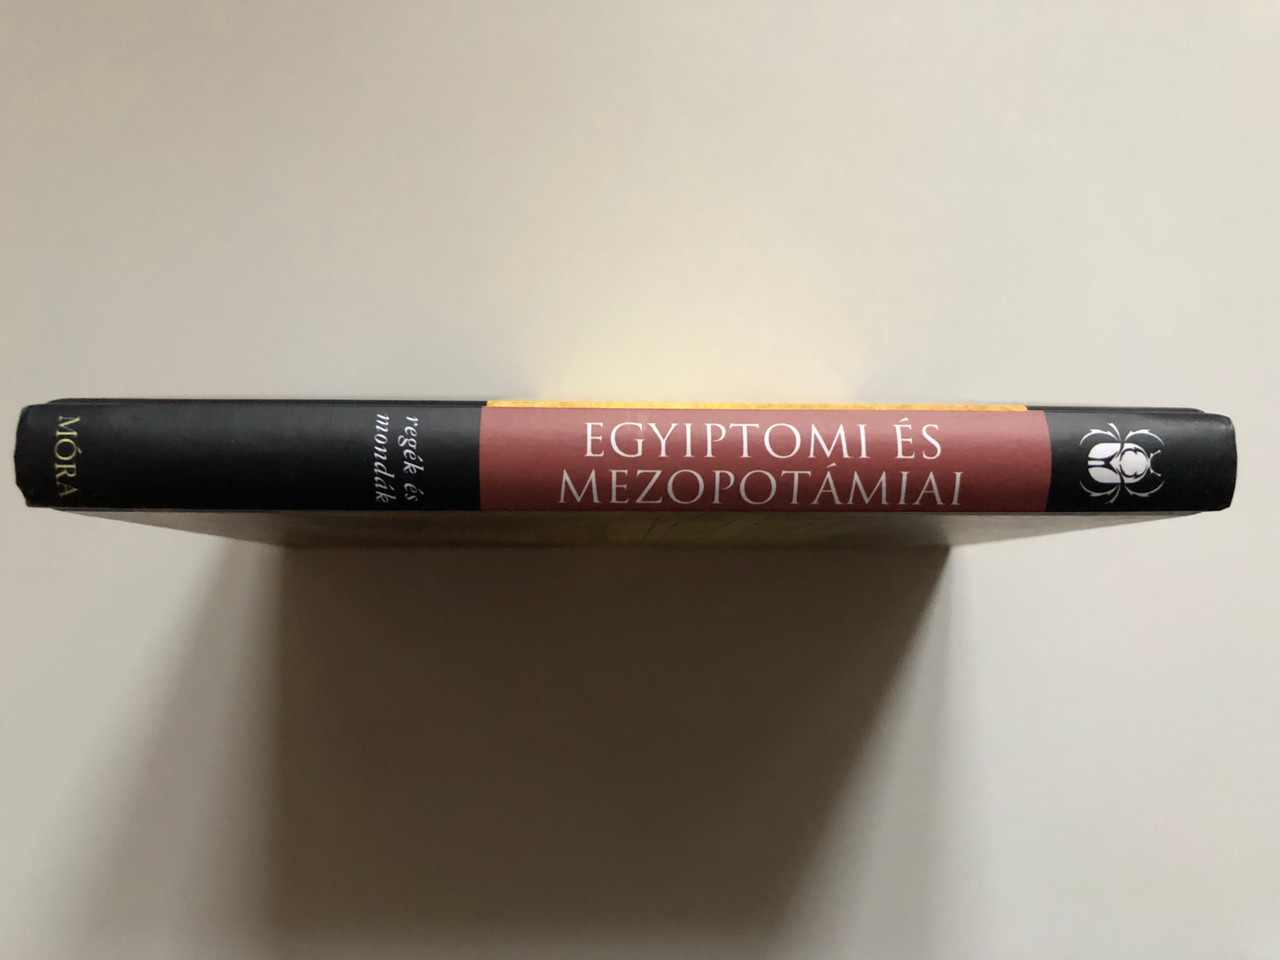 EGYIPTOMI ÉS
MEZOPOTÁMIAI
regék és
mondák
MÓRA